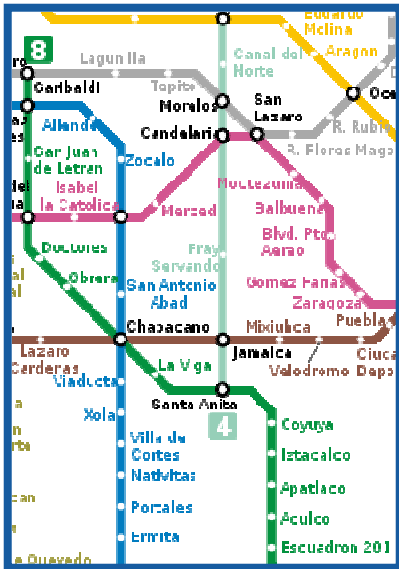 Eduardo
Molina
8
Aragon
Lagunilla
Canal del
Norte
Tepito
Garibaldi
Morelos
San
Lazaro
Oce
Allende
Candelaria
R. Rubio
R. Flores Mago
San Juan
de Letran
Zocalo
Isabel
la Catolica
Moctezuma
Merced
Balbuena
Blvd. Pto
Aereo
Doctores
Fray
Servando
Obrera
Gomez Farias
San Antonio
Abad
Zaragoza
Puebla
Chabacano
Mixiuhca
Jamaica
Lazaro
Cardenas
Velodromo
Ciuda
Depo
La Viga
Viaducto
Santa Anita
Xola
4
Coyuya
Villa de
Cortes
Iztacalco
Nativitas
Apatlaco
Portales
Aculco
Ermita
Escuadron 201
e Quevedo